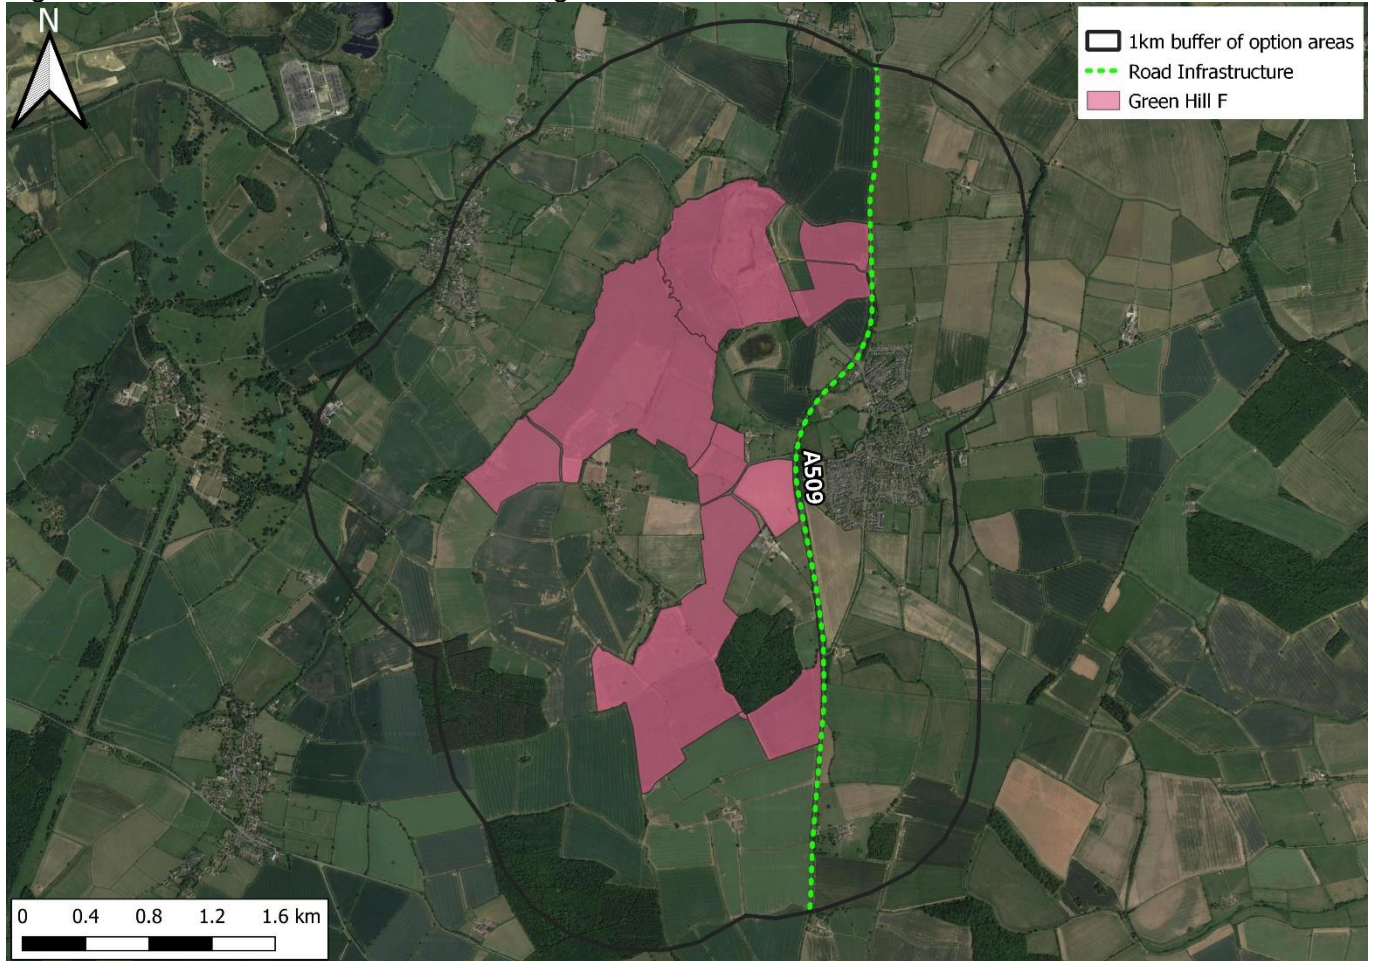 N
1km buffer of option areas
Road Infrastructure
Green Hill F
A509
0 0.4 0.8 1.2 1.6 km